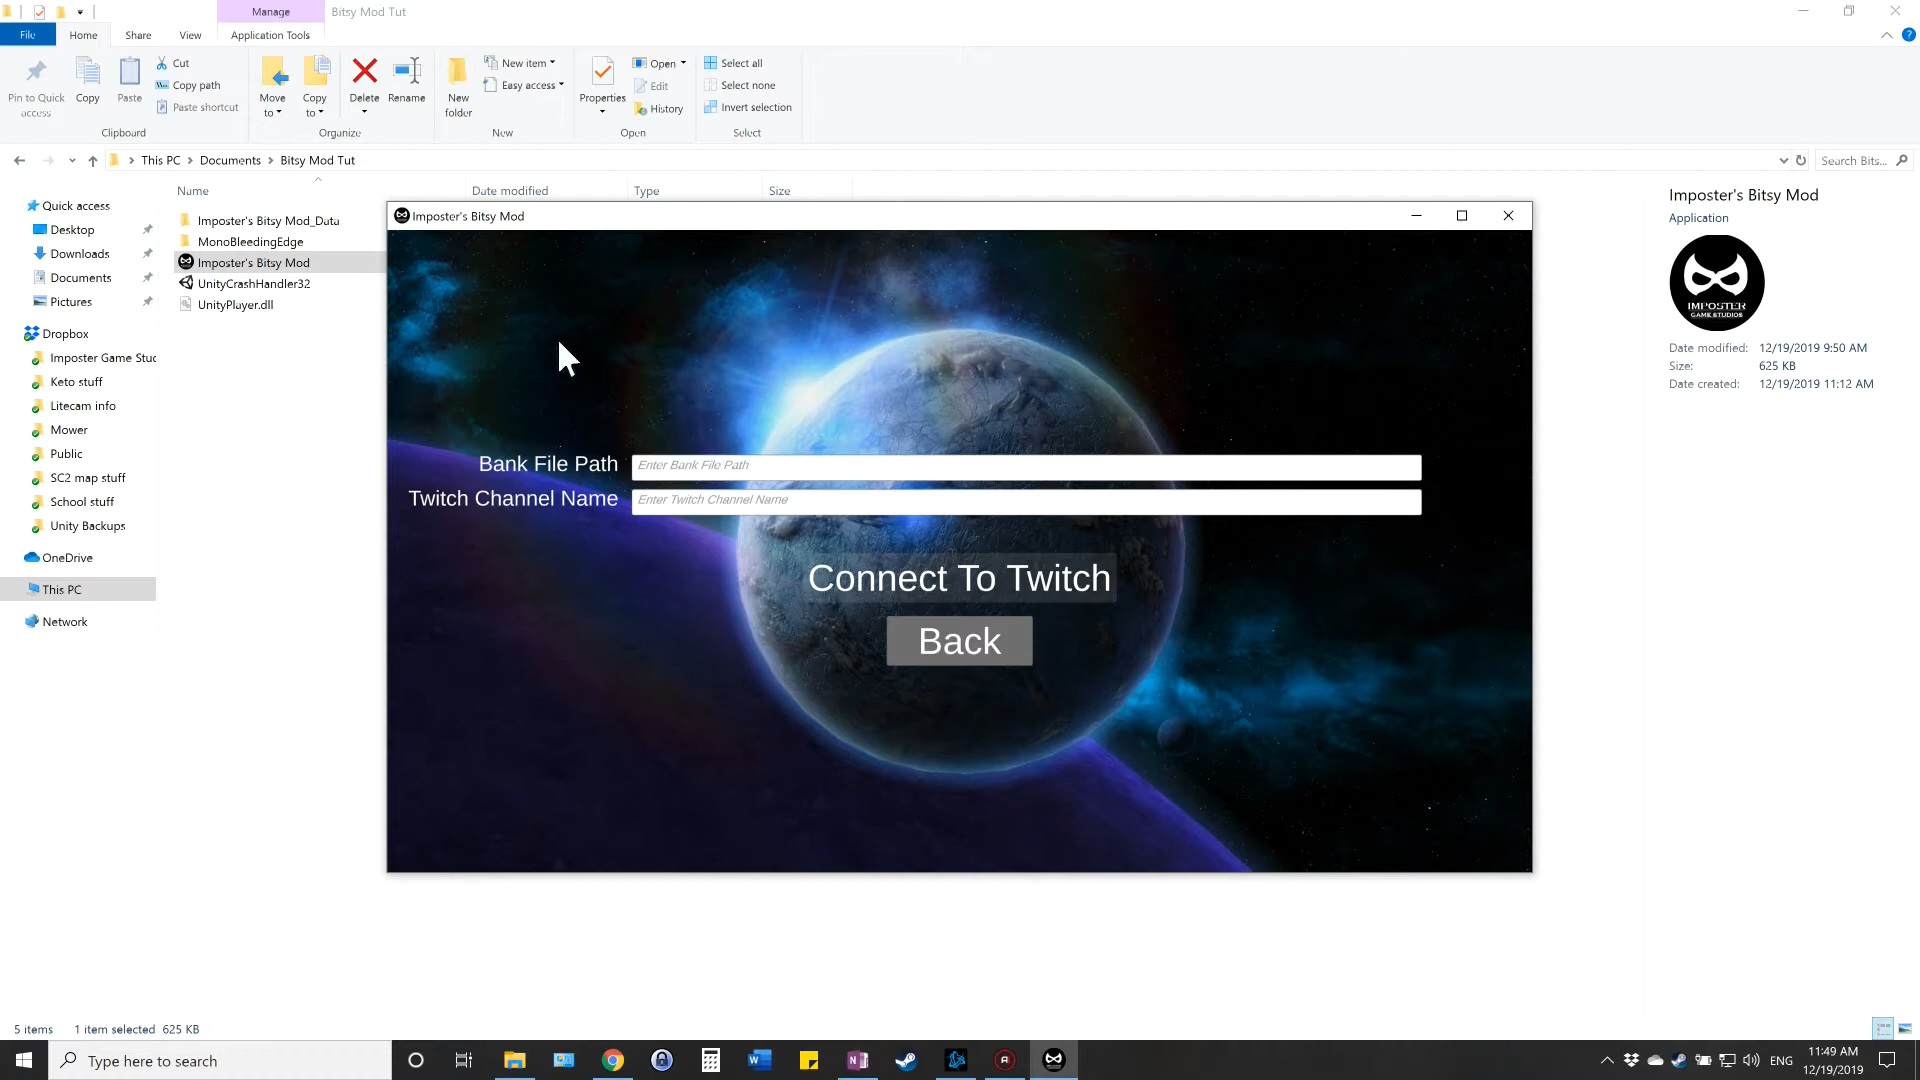 Manage
Bitsy Mod Tut
File
Home
Share
View
Application Tools
Pin to Quick access
Copy
Paste
Cut
Copy path
Paste shortcut
Clipboard
Move to
Copy to
Delete
Rename
Organize
New folder
New item
Easy access
New
Properties
Open
Edit
History
Open
Select all
Select none
Invert selection
Select
This PC
Documents
Bitsy Mod Tut
Search Bits...
Name
Date modified
Type
Size
Quick access
Desktop
Downloads
Documents
Pictures
Dropbox
Imposter Game Stud
Keto stuff
Litecam info
Mower
Public
SC2 map stuff
School stuff
Unity Backups
OneDrive
This PC
Network
Imposter's Bitsy Mod_Data
MonoBleedingEdge
Imposter's Bitsy Mod
UnityCrashHandler32
UnityPlayer.dll
Imposter's Bitsy Mod
Bank File Path
Enter Bank File Path
Twitch Channel Name
Enter Twitch Channel Name
Connect To Twitch
Back
Imposter's Bitsy Mod
Application
IMPOSTER
GAME STUDIOS
Date modified: 12/19/2019 9:50 AM
Size: 625 KB
Date created: 12/19/2019 11:12 AM
5 items
1 item selected 625 KB
Type here to search
ENG
11:49 AM
12/19/2019